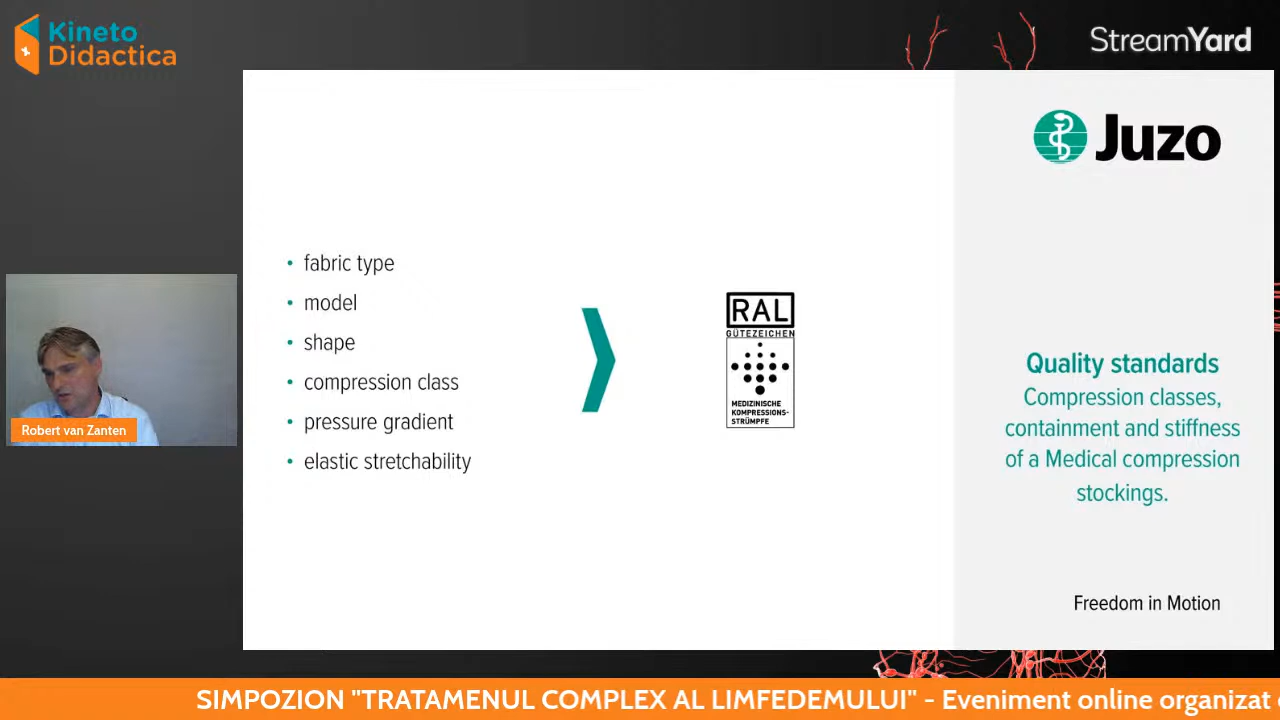 Kineto
Didactica
StreamYard
Juzo
• fabric type
• model
• shape
• compression class
• pressure gradient
• elastic stretchability
RAL
GÜTEZEICHEN
MEDIZINISCHE
KOMPRESSIONS-
STRÜMPFE
Quality standards
Compression classes,
containment and stiffness
of a Medical compression
stockings.
Freedom in Motion
Robert van Zanten
SIMPOZION "TRATAMENUL COMPLEX AL LIMFEDEMULUI" - Eveniment online organizat